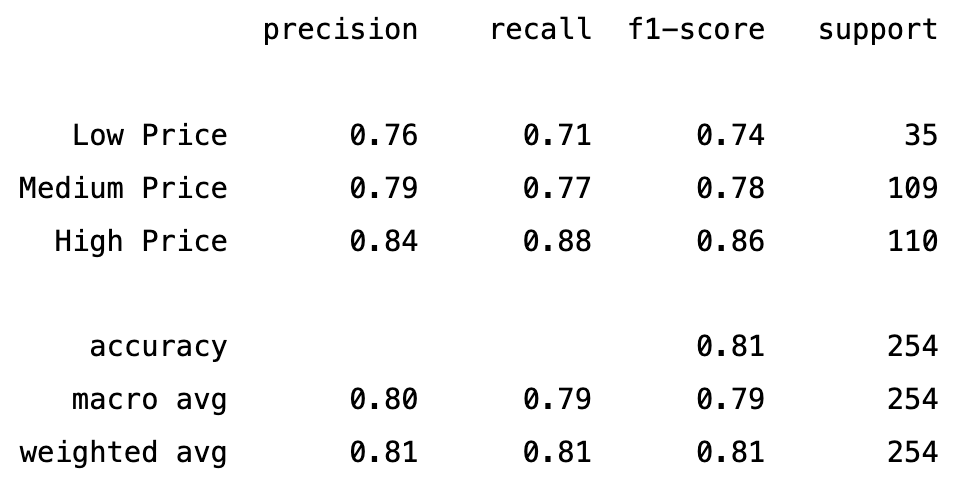 precision recall f1-score support
Low Price 0.76 0.71 0.74 35
Medium Price 0.79 0.77 0.78 109
High Price 0.84 0.88 0.86 110
accuracy 0.81 254
macro avg 0.80 0.79 0.79 254
weighted avg 0.81 0.81 0.81 254